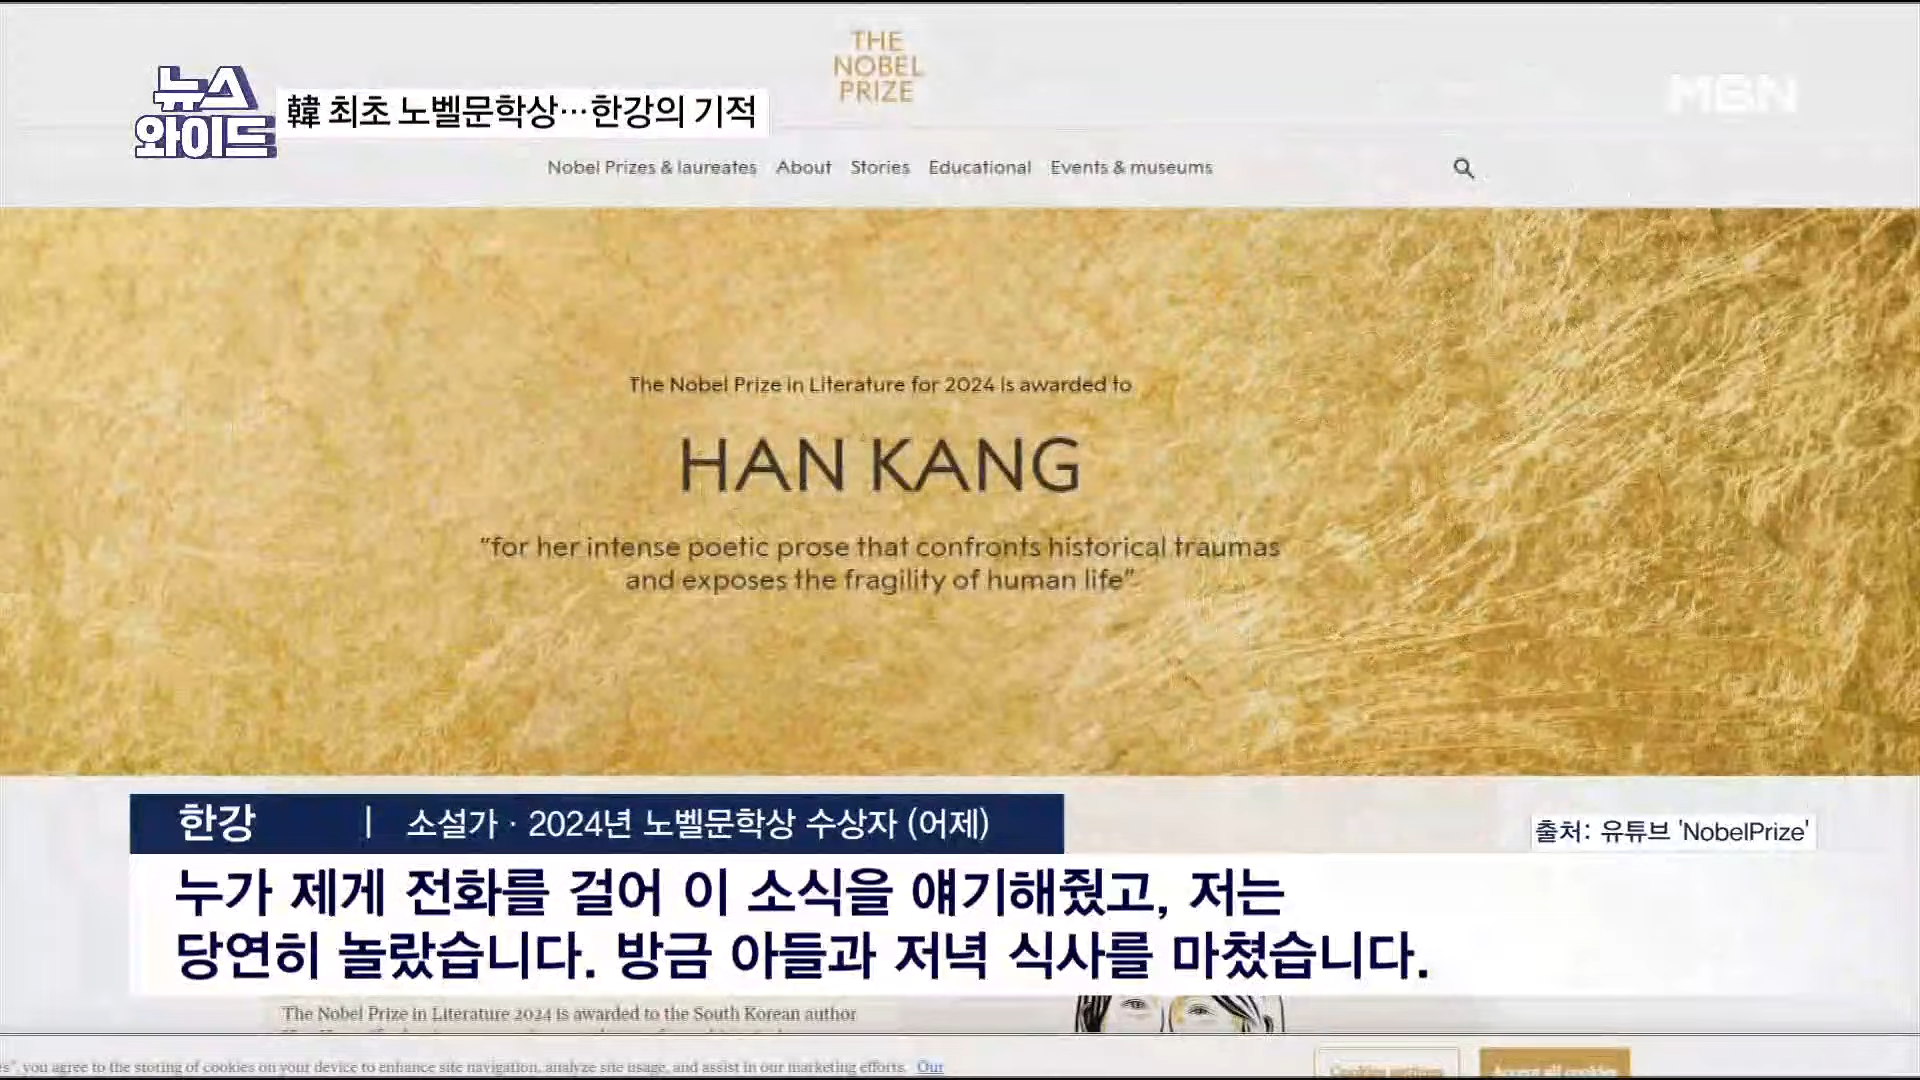 THE
NOBEL
PRIZE
뉴스
와이드
韓 최초 노벨문학상…한강의 기적
MBN
Nobel Prizes & laureates About Stories Educational Events & museums
The Nobel Prize in Literature for 2024 is awarded to
HAN KANG
“for her intense poetic prose that confronts historical traumas
and exposes the fragility of human life”
한강 | 소설가 · 2024년 노벨문학상 수상자 (어제)
출처: 유튜브 'NobelPrize'
누가 제게 전화를 걸어 이 소식을 얘기해줬고, 저는
당연히 놀랐습니다. 방금 아들과 저녁 식사를 마쳤습니다.
The Nobel Prize in Literature 2024 is awarded to the South Korean author
you agree to the storing of cookies on your device to enhance site navigation, analyze site usage, and assist in our marketing efforts. Our
Cookies settings
Accept all cookies